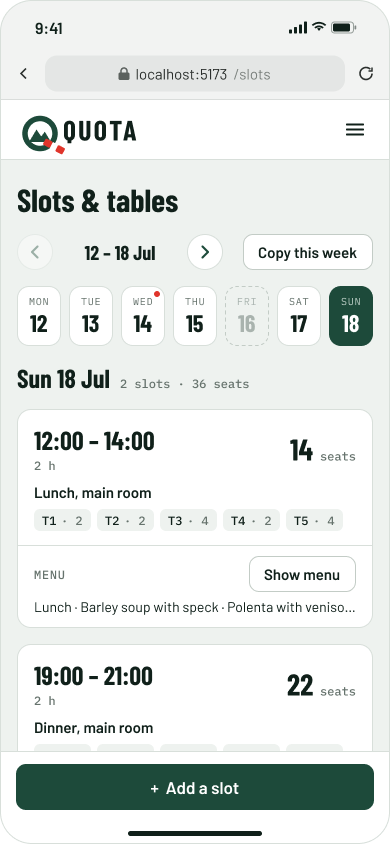 9:41
localhost:5173 /slots
QUOTA
Slots & tables
12 – 18 Jul
Copy this week
MON TUE WED THU FRI SAT SUN
12 13 14 15 16 17 18
Sun 18 Jul 2 slots · 36 seats
12:00 – 14:00
14 seats
2 h
Lunch, main room
T1 · 2 T2 · 2 T3 · 4 T4 · 2 T5 · 4
MENU
Show menu
Lunch · Barley soup with speck · Polenta with veniso...
19:00 – 21:00
22 seats
2 h
Dinner, main room
+ Add a slot